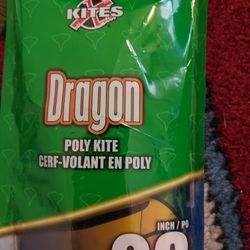 KITES
Dragon
POLY KITE
CERF-VOLANT EN POLY
INCH / PO